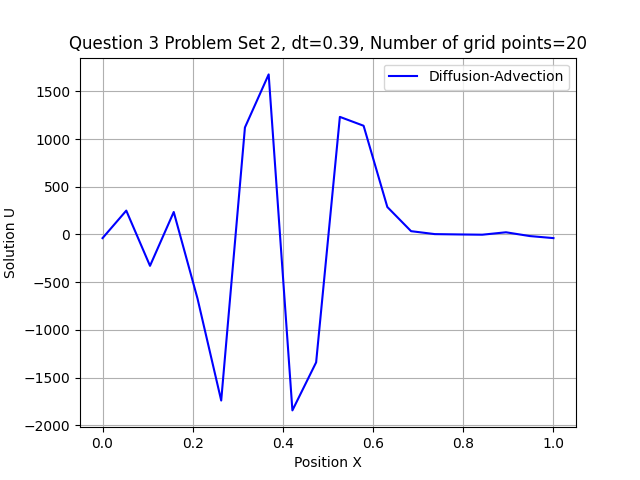 Question 3 Problem Set 2, dt=0.39, Number of grid points=20
Diffusion-Advection
Solution U
1500
1000
500
0
−500
−1000
−1500
−2000
0.0 0.2 0.4 0.6 0.8 1.0
Position X